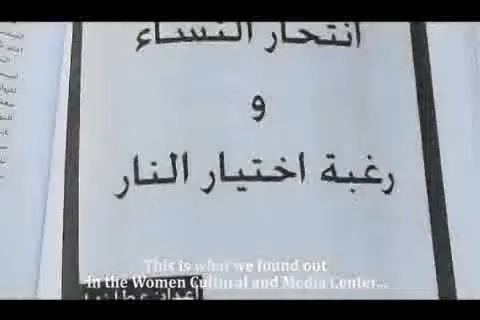 انتحار النساء
و
رغبة اختيار النار
This is what we found out
in the Women Cultural and Media Center...